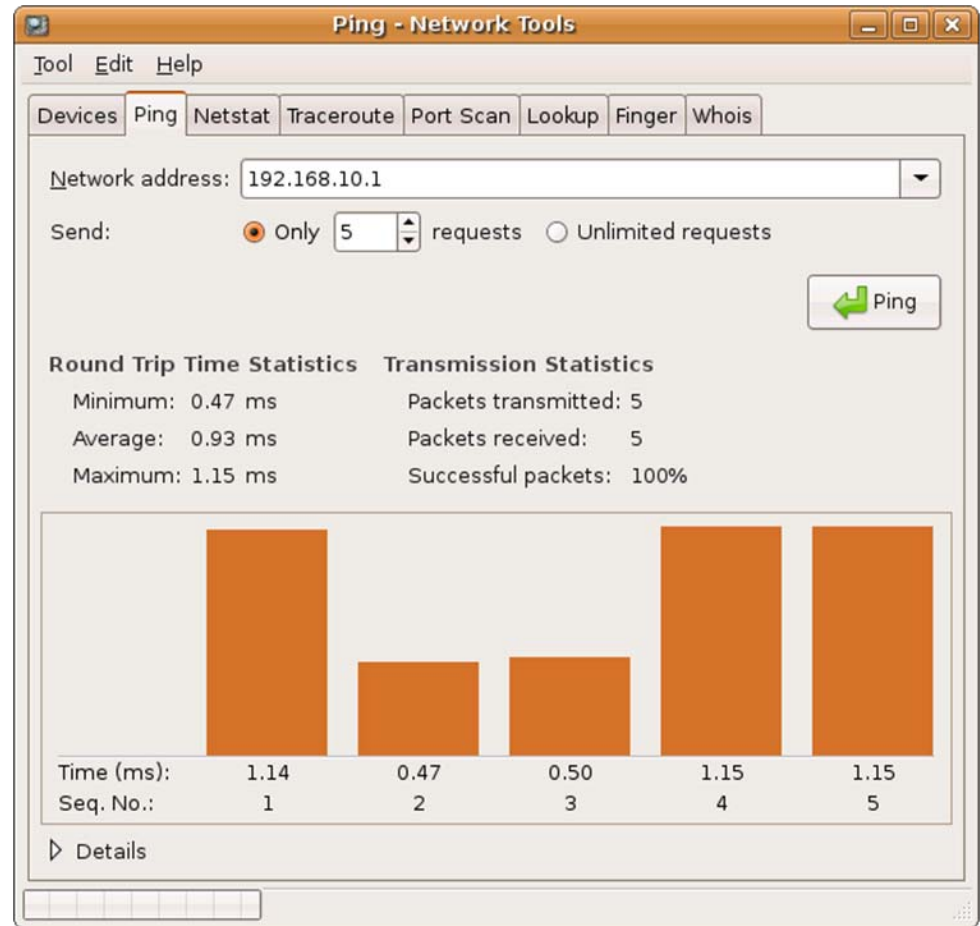 Ping - Network Tools
Tool Edit Help
Devices Ping Netstat Traceroute Port Scan Lookup Finger Whois
Network address: 192.168.10.1
Send: Only 5 requests Unlimited requests
Ping
Round Trip Time Statistics Transmission Statistics
Minimum: 0.47 ms Packets transmitted: 5
Average: 0.93 ms Packets received: 5
Maximum: 1.15 ms Successful packets: 100%
Time (ms): 1.14 0.47 0.50 1.15 1.15
Seq. No.: 1 2 3 4 5
Details